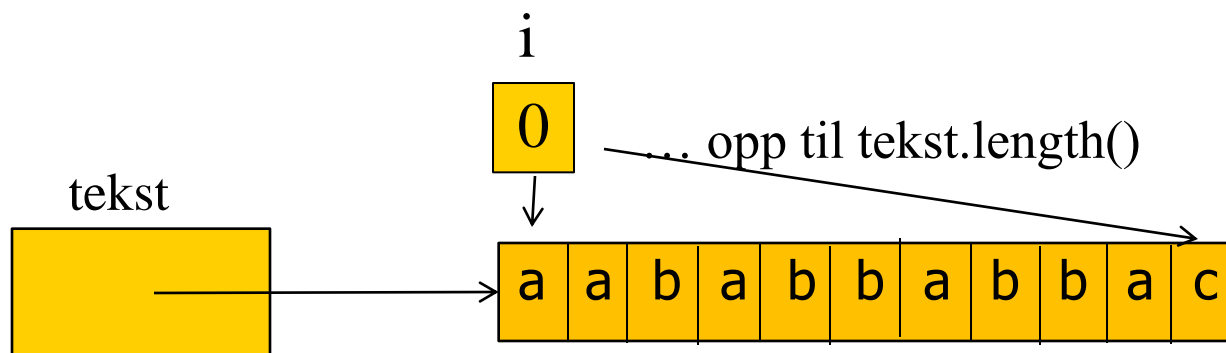 i
0
… opp til tekst.length()
tekst
a a b a b b a b b a c